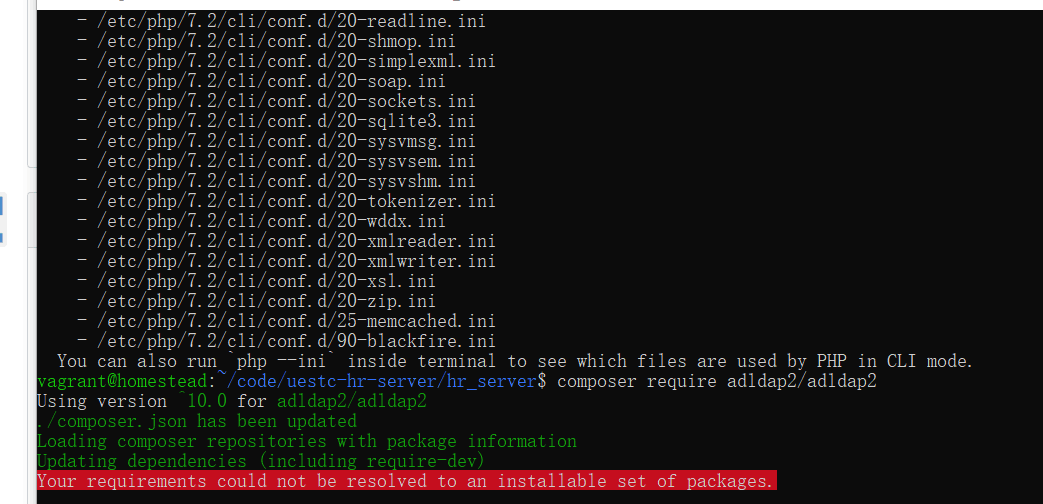 - /etc/php/7.2/cli/conf.d/20-readline.ini
- /etc/php/7.2/cli/conf.d/20-shmop.ini
- /etc/php/7.2/cli/conf.d/20-simplexml.ini
- /etc/php/7.2/cli/conf.d/20-soap.ini
- /etc/php/7.2/cli/conf.d/20-sockets.ini
- /etc/php/7.2/cli/conf.d/20-sqlite3.ini
- /etc/php/7.2/cli/conf.d/20-sysvmsg.ini
- /etc/php/7.2/cli/conf.d/20-sysvsem.ini
- /etc/php/7.2/cli/conf.d/20-sysvshm.ini
- /etc/php/7.2/cli/conf.d/20-tokenizer.ini
- /etc/php/7.2/cli/conf.d/20-wddx.ini
- /etc/php/7.2/cli/conf.d/20-xmlreader.ini
- /etc/php/7.2/cli/conf.d/20-xmlwriter.ini
- /etc/php/7.2/cli/conf.d/20-xsl.ini
- /etc/php/7.2/cli/conf.d/20-zip.ini
- /etc/php/7.2/cli/conf.d/25-memcached.ini
- /etc/php/7.2/cli/conf.d/90-blackfire.ini
You can also run `php --ini` inside terminal to see which files are used by PHP in CLI mode.
vagrant@homestead:~/code/uestc-hr-server/hr_server$ composer require adldap2/adldap2
Using version ^10.0 for adldap2/adldap2
./composer.json has been updated
Loading composer repositories with package information
Updating dependencies (including require-dev)
Your requirements could not be resolved to an installable set of packages.